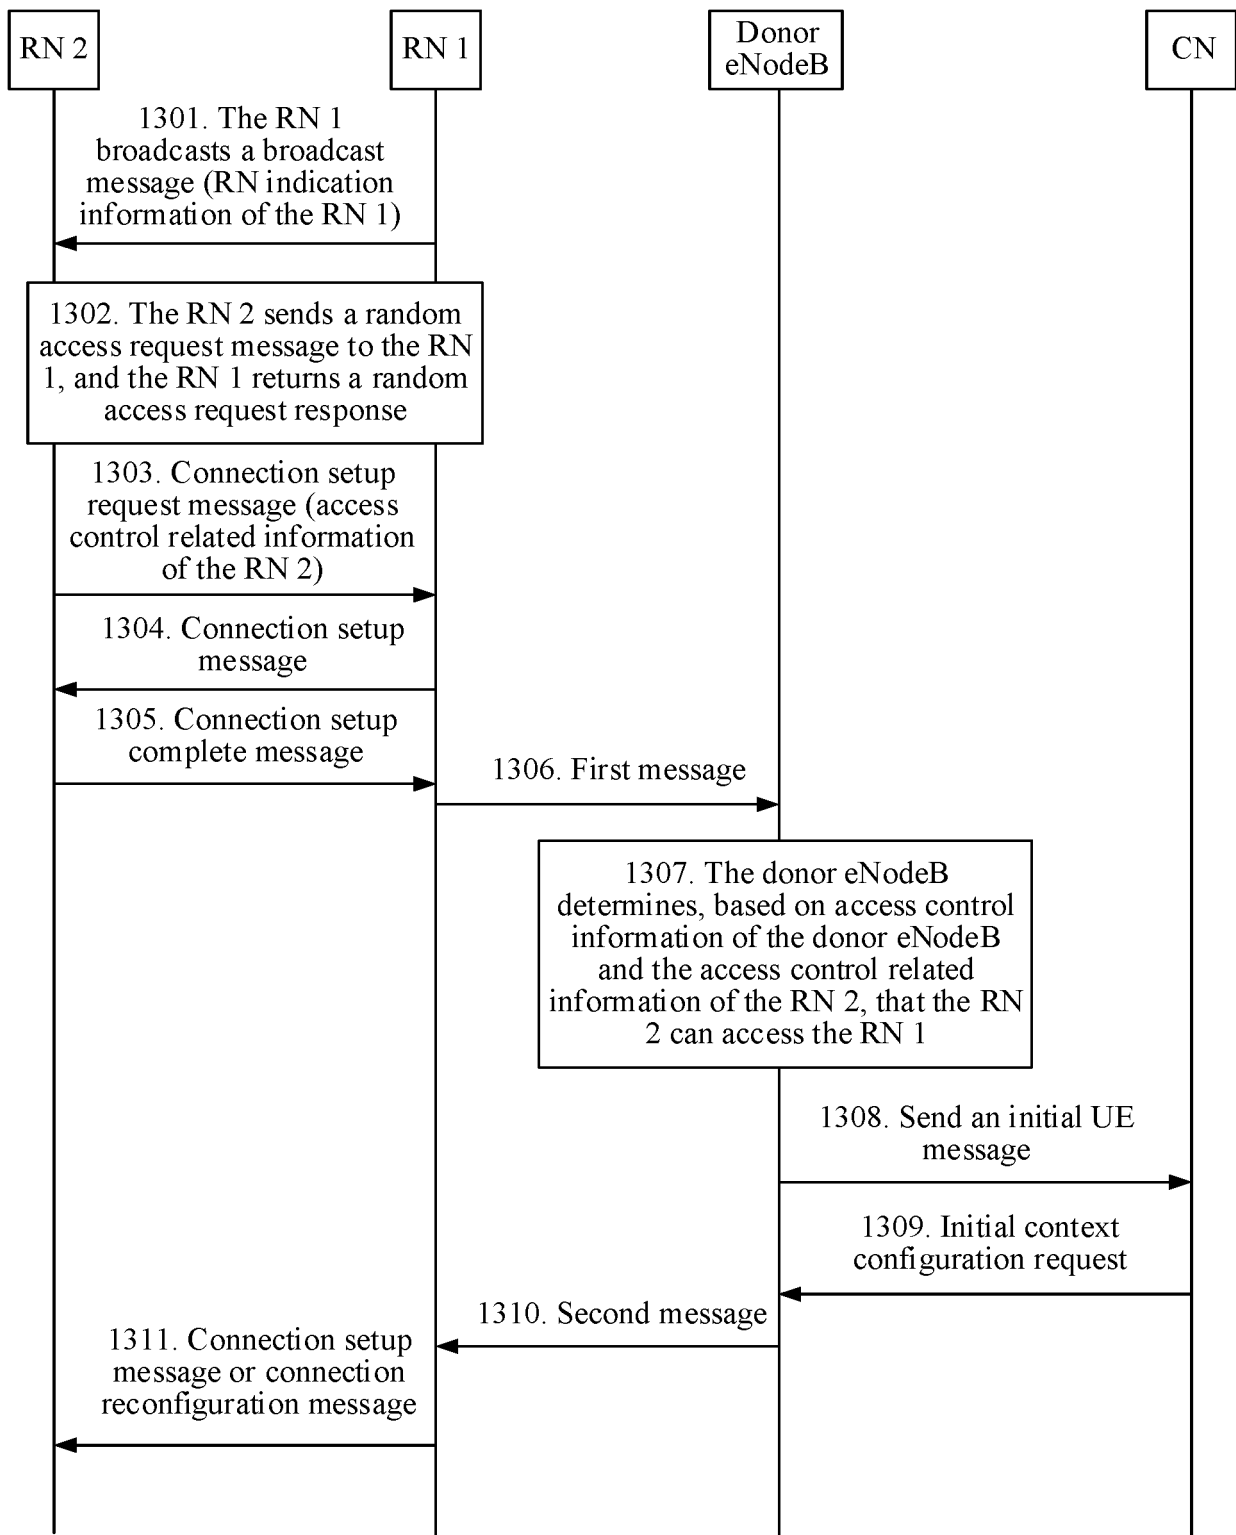 RN 2
RN 1
Donor
eNodeB
CN
1301. The RN 1
broadcasts a broadcast
message (RN indication
information of the RN 1)
1302. The RN 2 sends a random
access request message to the RN
1, and the RN 1 returns a random
access request response
1303. Connection setup
request message (access
control related information
of the RN 2)
1304. Connection setup
message
1305. Connection setup
complete message
1306. First message
1307. The donor eNodeB
determines, based on access control
information of the donor eNodeB
and the access control related
information of the RN 2, that the RN
2 can access the RN 1
1308. Send an initial UE
message
1309. Initial context
configuration request
1310. Second message
1311. Connection setup
message or connection
reconfiguration message